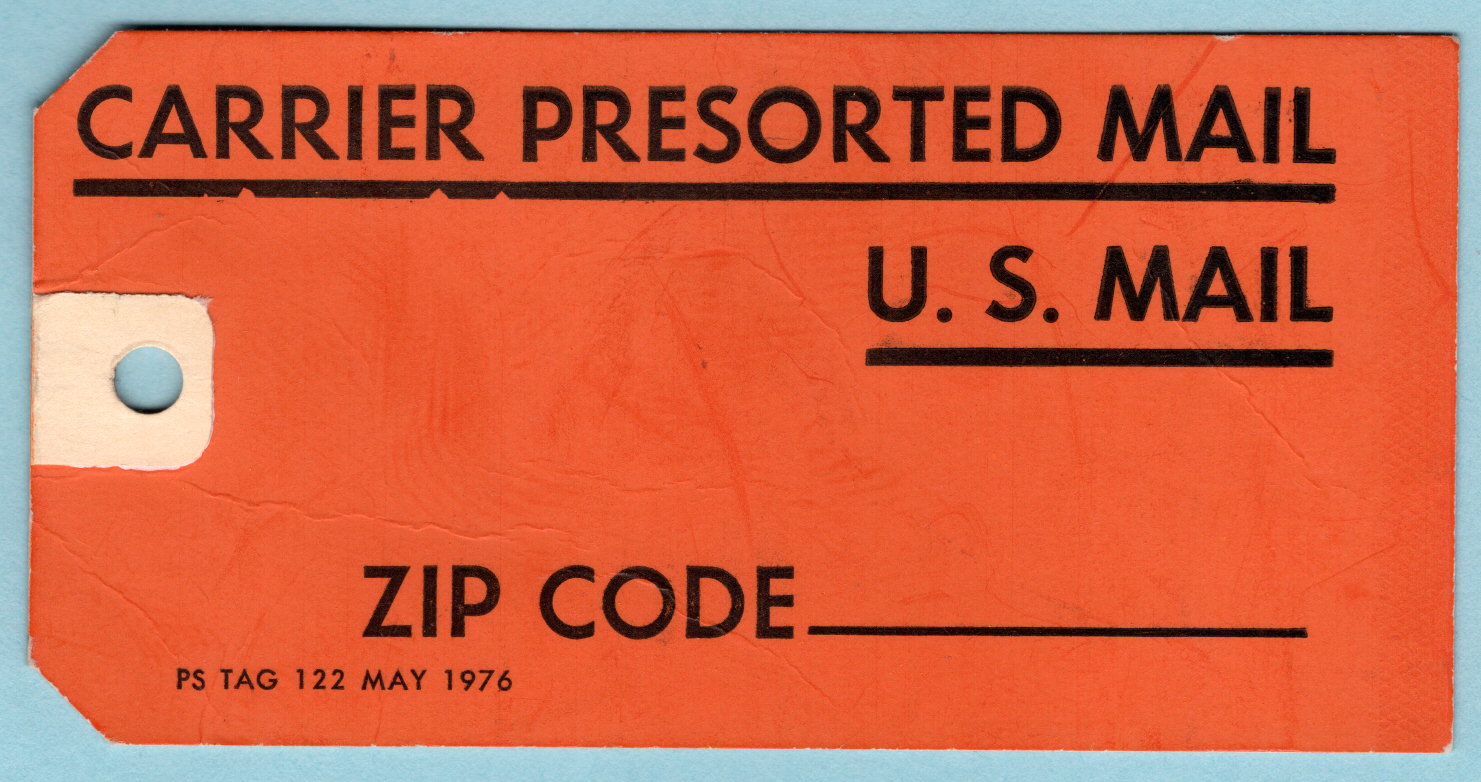 CARRIER PRESORTED MAIL
U. S. MAIL
ZIP CODE
PS TAG 122 MAY 1976